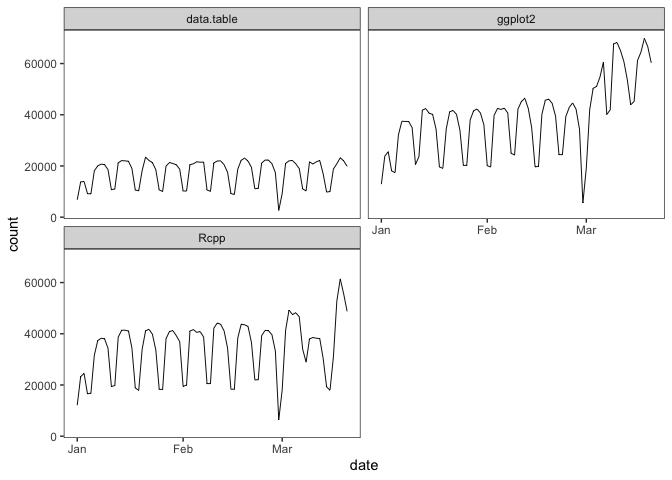 data.table
ggplot2
60000
40000
20000
0
Jan
Feb
Mar
Rcpp
60000
40000
20000
0
Jan
Feb
Mar
count
date